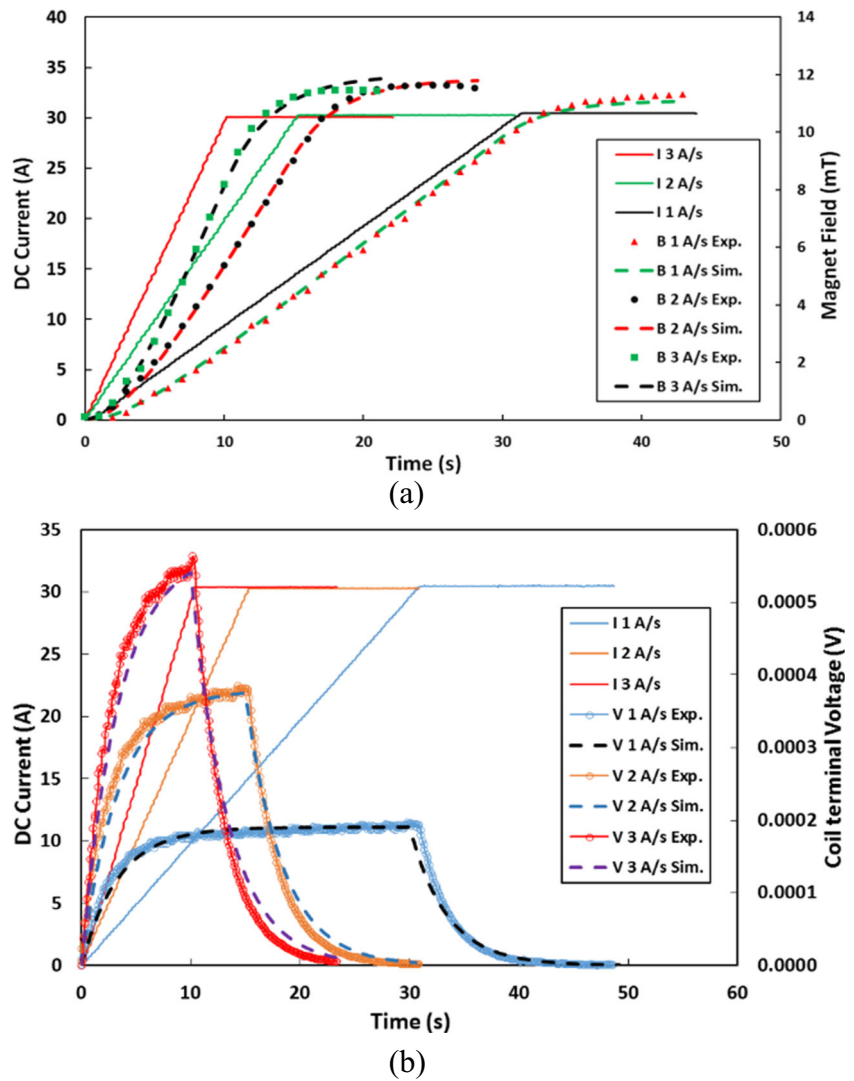 40
35
30
25
20
15
10
5
0
DC Current (A)
14
12
10
8
6
4
2
0
Magnet Field (mT)
I 3 A/s
I 2 A/s
I 1 A/s
B 1 A/s Exp.
B 1 A/s Sim.
B 2 A/s Exp.
B 2 A/s Sim.
B 3 A/s Exp.
B 3 A/s Sim.
0 10 20 30 40 50
Time (s)
(a)
35
30
25
20
15
10
5
0
DC Current (A)
0.0006
0.0005
0.0004
0.0003
0.0002
0.0001
0.0000
Coil terminal Voltage (V)
I 1 A/s
I 2 A/s
I 3 A/s
V 1 A/s Exp.
V 1 A/s Sim.
V 2 A/s Exp.
V 2 A/s Sim.
V 3 A/s Exp.
V 3 A/s Sim.
0 10 20 30 40 50 60
Time (s)
(b)